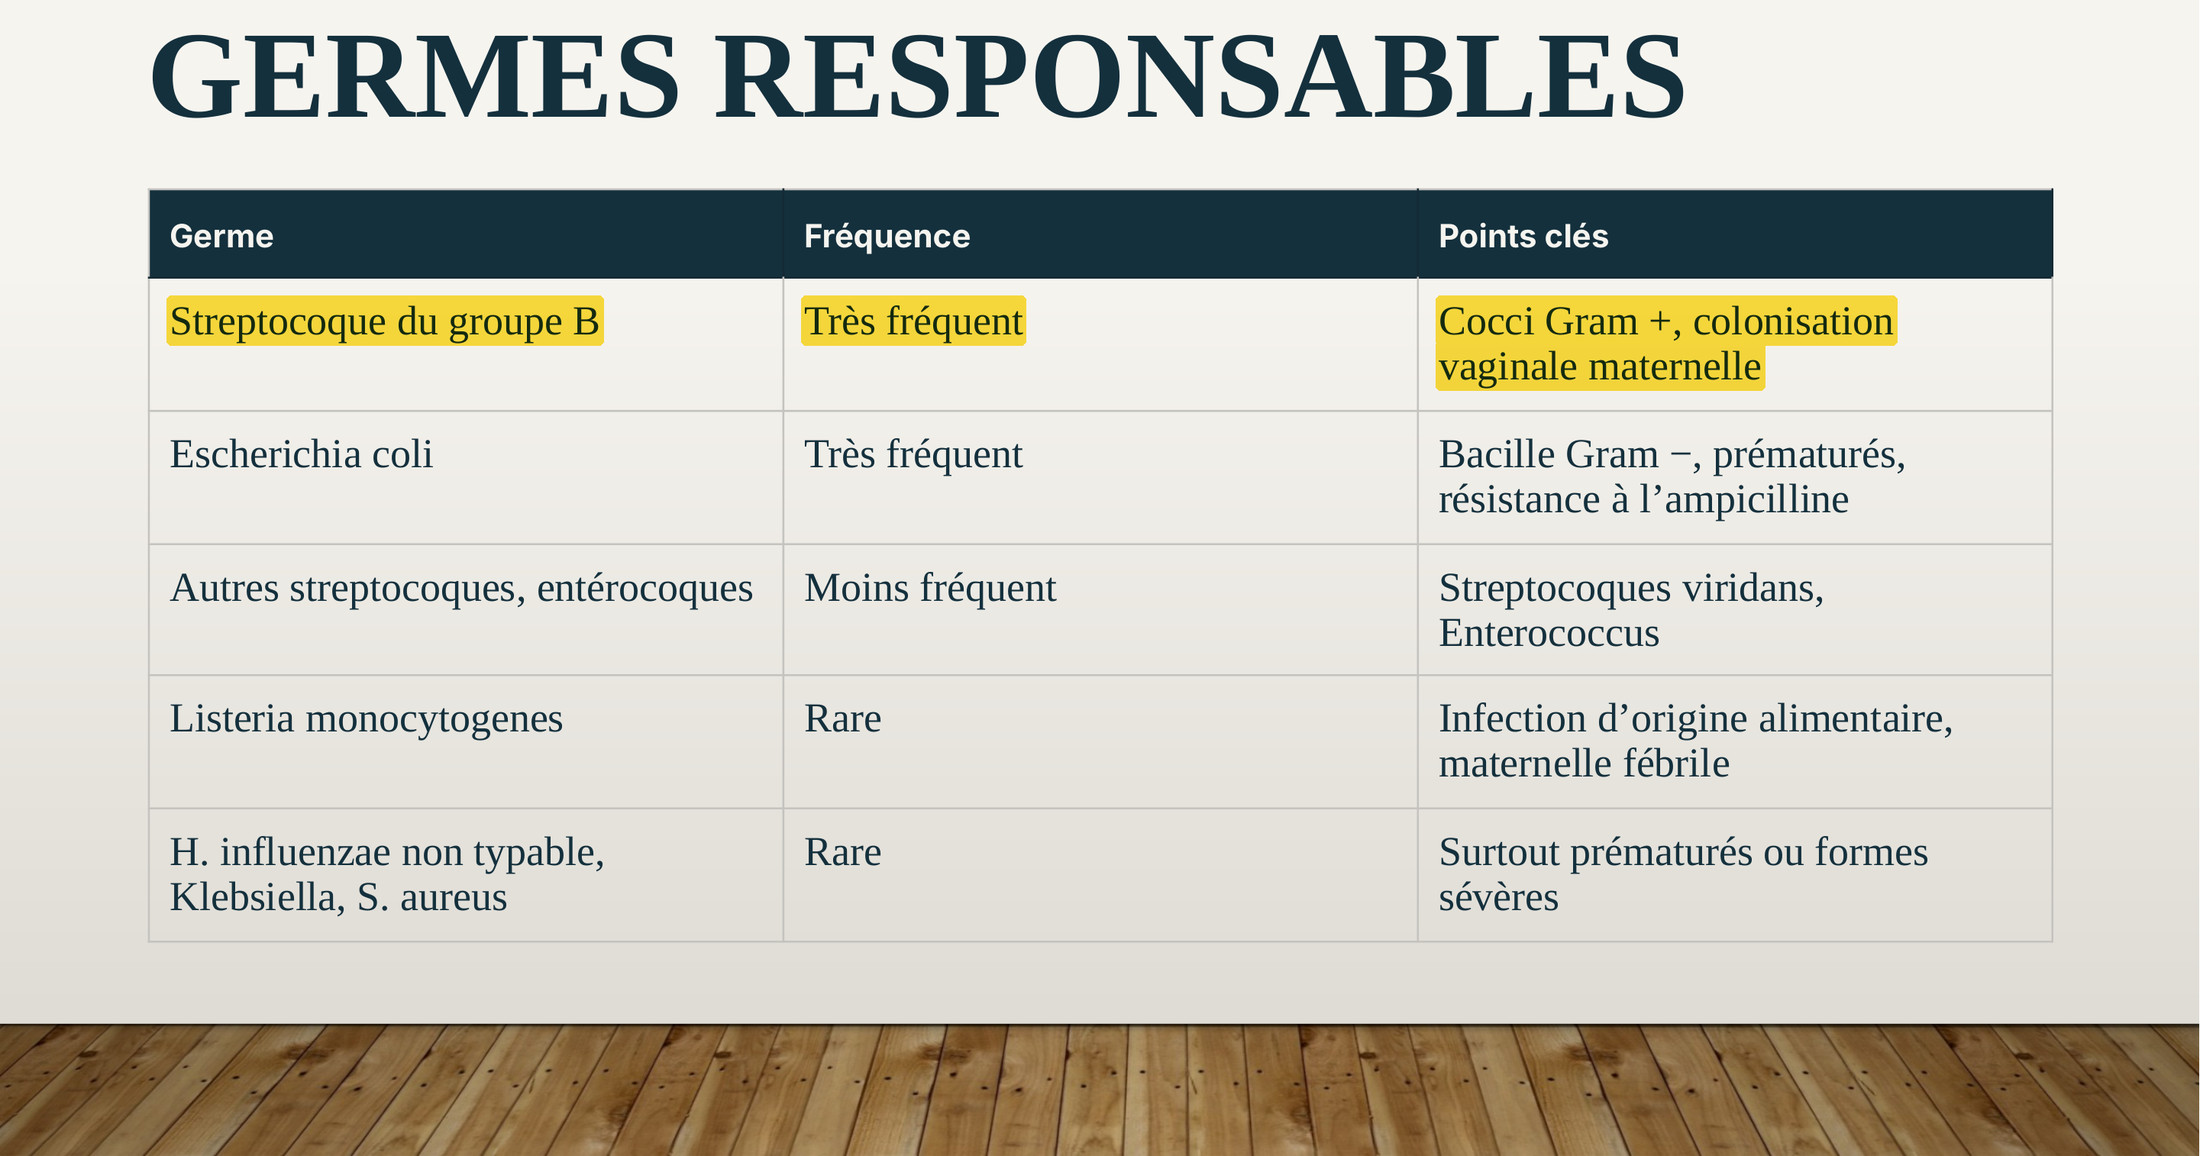 GERMES RESPONSABLES
Germe
Fréquence
Points clés
Streptocoque du groupe B
Très fréquent
Cocci Gram +, colonisation
vaginale maternelle
Escherichia coli
Très fréquent
Bacille Gram −, prématurés,
résistance à l’ampicilline
Autres streptocoques, entérocoques
Moins fréquent
Streptocoques viridans,
Enterococcus
Listeria monocytogenes
Rare
Infection d’origine alimentaire,
maternelle fébrile
H. influenzae non typable,
Klebsiella, S. aureus
Rare
Surtout prématurés ou formes
sévères